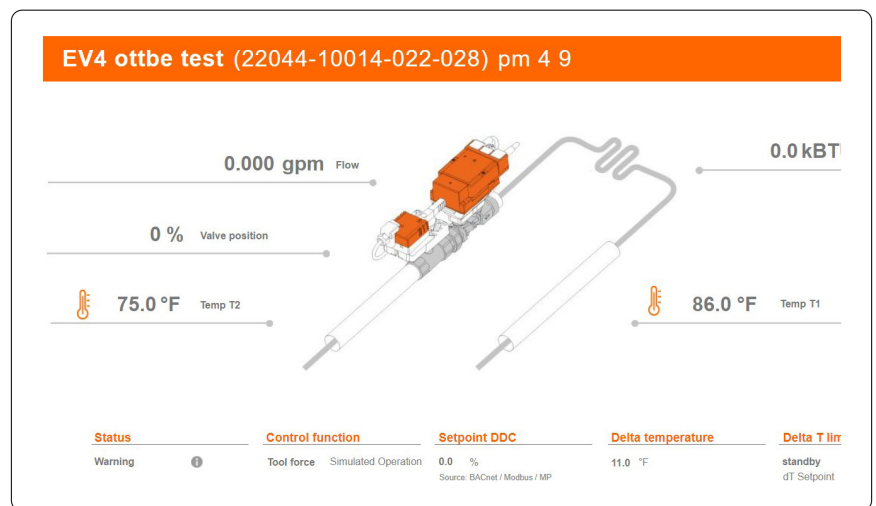 EV4 ottbe test (22044-10014-022-028) pm 4 9
0.000 gpm Flow
0.0 kBT
0 % Valve position
75.0 °F Temp T2
86.0 °F Temp T1
Status Control function Setpoint DDC Delta temperature Delta T lim
Warning Tool force Simulated Operation 0.0 % 11.0 °F standby
Source: BACnet / Modbus / MP dT Setpoint